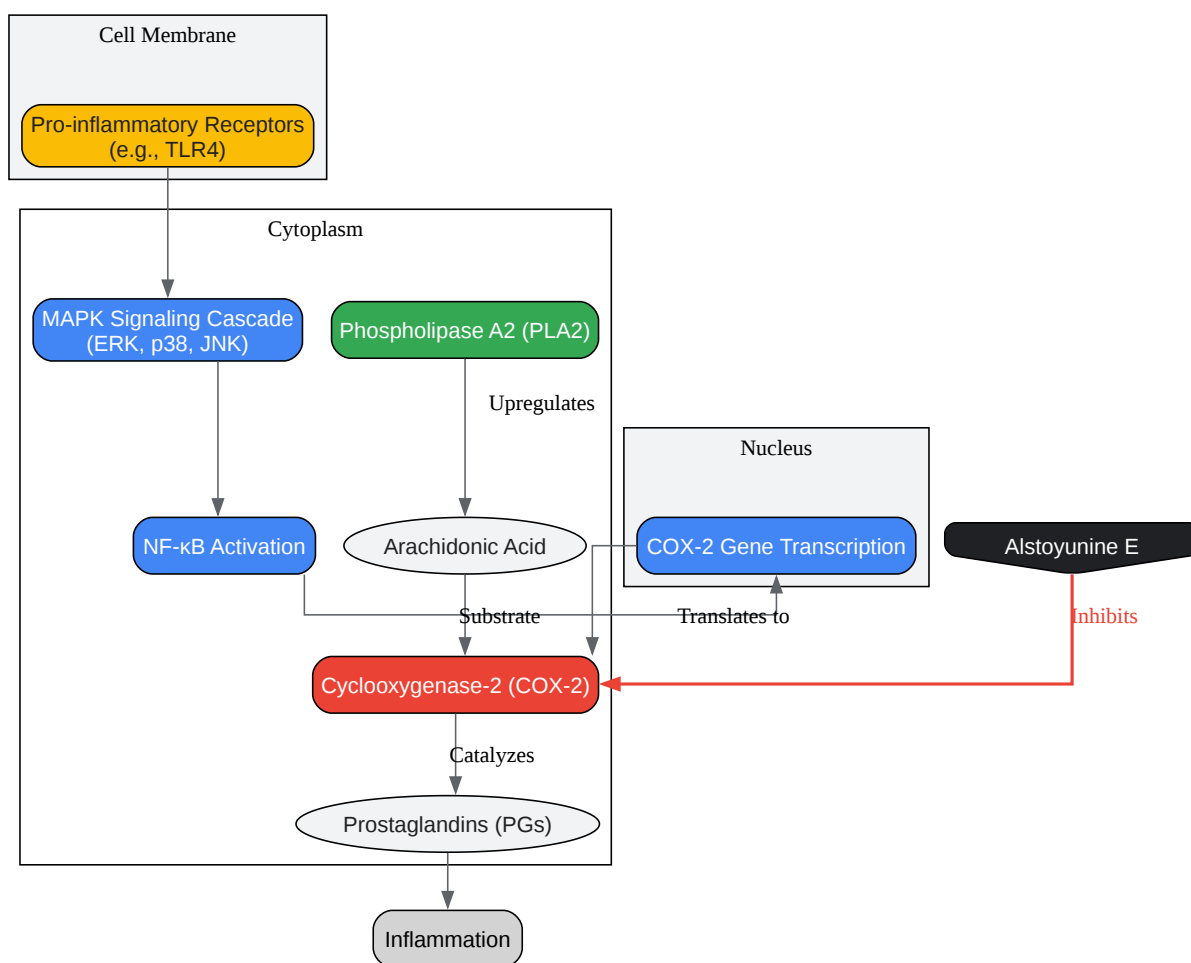 Cell Membrane
Pro-inflammatory Receptors
(e.g., TLR4)
Cytoplasm
MAPK Signaling Cascade
(ERK, p38, JNK)
Phospholipase A2 (PLA2)
Upregulates
Nucleus
NF-κB Activation
Arachidonic Acid
COX-2 Gene Transcription
Alstoyunine E
Substrate
Translates to
Inhibits
Cyclooxygenase-2 (COX-2)
Catalyzes
Prostaglandins (PGs)
Inflammation